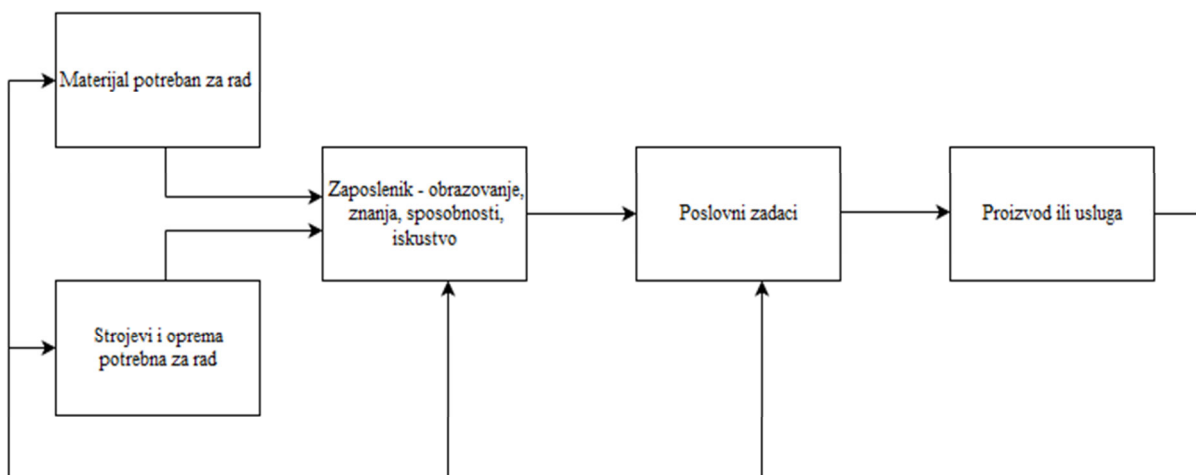 Materijal potreban za rad
Zaposlenik - obrazovanje,
znanja, sposobnosti,
iskustvo
Poslovni zadaci
Proizvod ili usluga
Strojevi i oprema
potrebna za rad